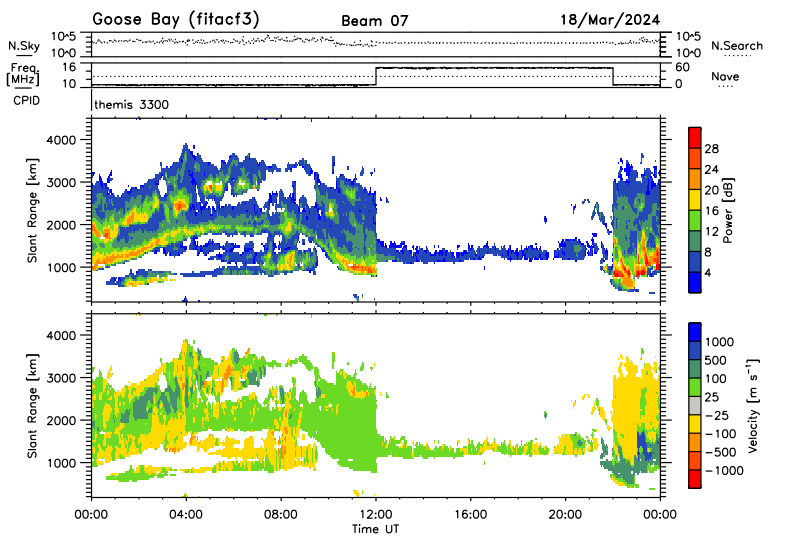 Goose Bay (fitacf3) Beam 07 18/Mar/2024
N.Sky 10^5 10^5 N.Search
10^0 10^0
Freq. 16 60 Nave
[MHz] 10 0
CPID themis 3300
4000
3000
2000
1000
Slant Range [km]
28
24
20
16
12
8
4
Power [dB]
4000
3000
2000
1000
Slant Range [km]
1000
500
100
25
−25
−100
−500
−1000
Velocity [m s⁻¹]
00:00 04:00 08:00 12:00 16:00 20:00 00:00
Time UT